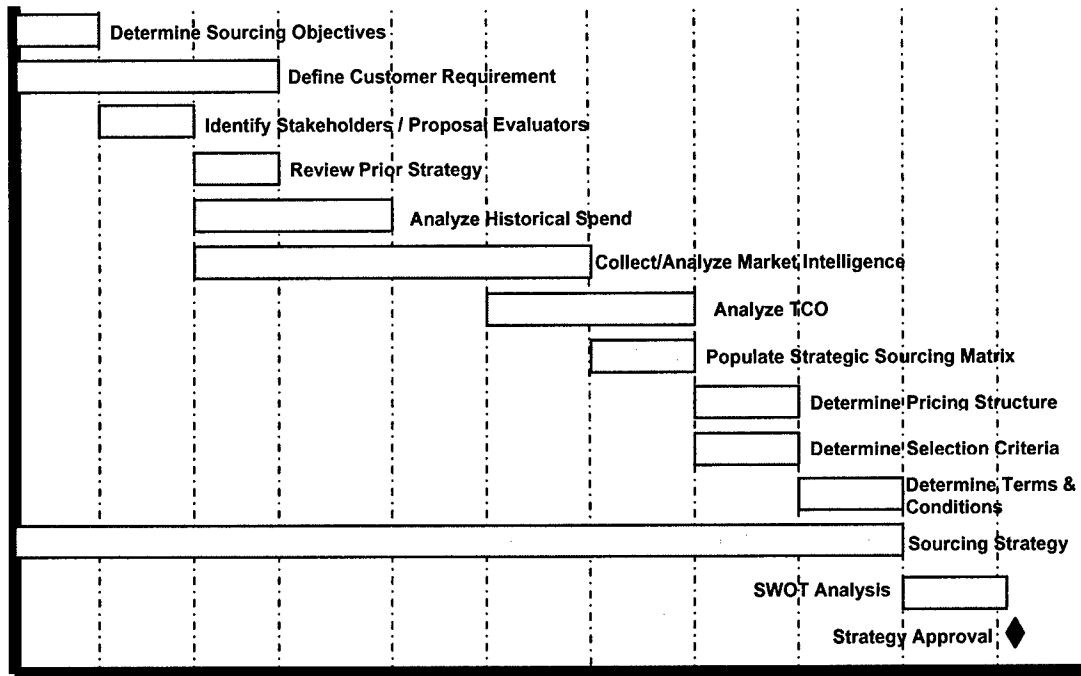 Determine Sourcing Objectives
Define Customer Requirement
Identify Stakeholders / Proposal Evaluators
Review Prior Strategy
Analyze Historical Spend
Collect/Analyze Market Intelligence
Analyze TCO
Populate Strategic Sourcing Matrix
Determine Pricing Structure
Determine Selection Criteria
Determine Terms &
Conditions
Sourcing Strategy
SWOT Analysis
Strategy Approval